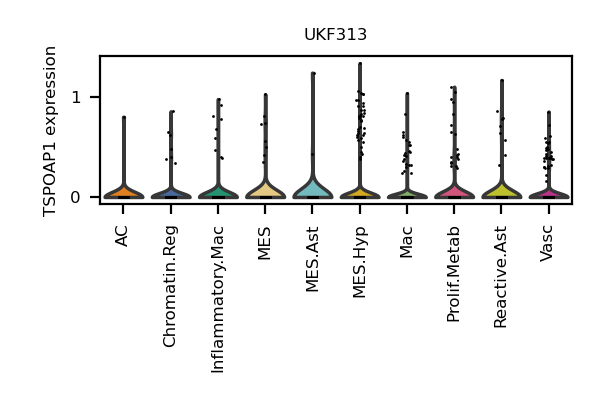 UKF313
TSPOAP1 expression
1
0
AC
Chromatin.Reg
Inflammatory.Mac
MES
MES.Ast
MES.Hyp
Mac
Prolif.Metab
Reactive.Ast
Vasc